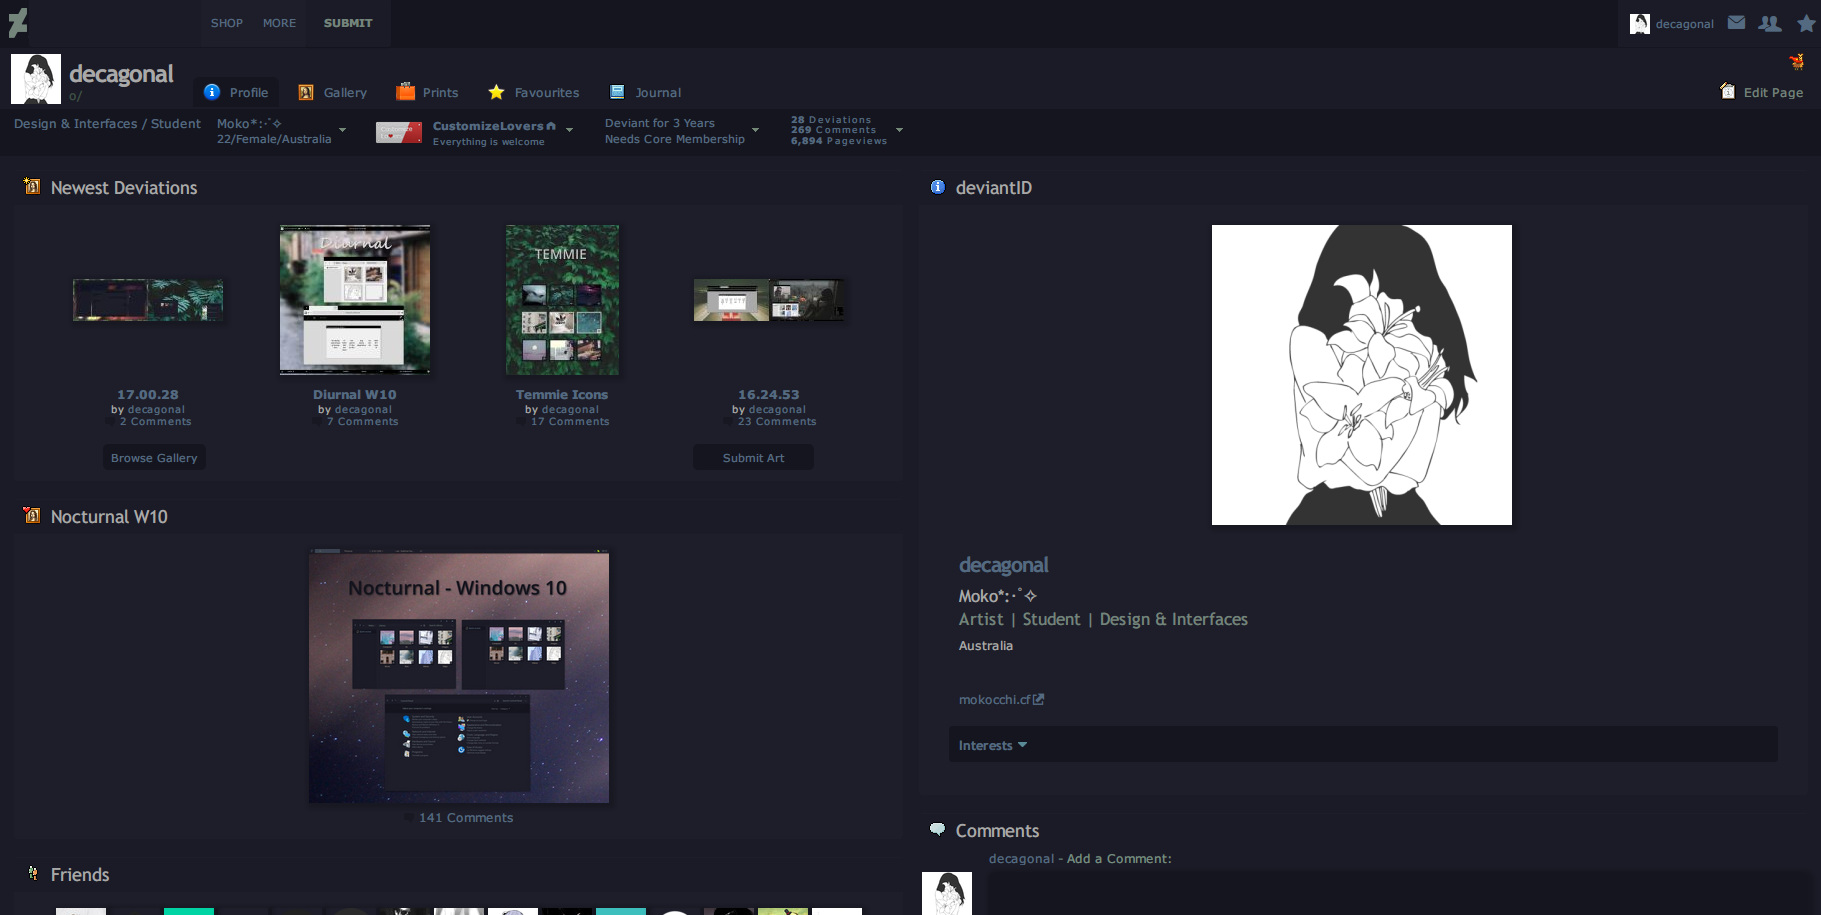 SHOP MORE SUBMIT
decagonal
decagonal
o/
Profile Gallery Prints Favourites Journal
Edit Page
Design & Interfaces / Student
Moko*:·ﾟ✧
22/Female/Australia
CustomizeLovers
Everything is welcome
Deviant for 3 Years
Needs Core Membership
28 Deviations
269 Comments
6,894 Pageviews
Newest Deviations
Diurnal
TEMMIE
17.00.28
by decagonal
2 Comments
Diurnal W10
by decagonal
7 Comments
Temmie Icons
by decagonal
17 Comments
16.24.53
by decagonal
23 Comments
Browse Gallery
Submit Art
Nocturnal W10
Nocturnal - Windows 10
141 Comments
Friends
deviantID
decagonal
Moko*:·ﾟ✧
Artist | Student | Design & Interfaces
Australia
mokocchi.cf
Interests
Comments
decagonal - Add a Comment: